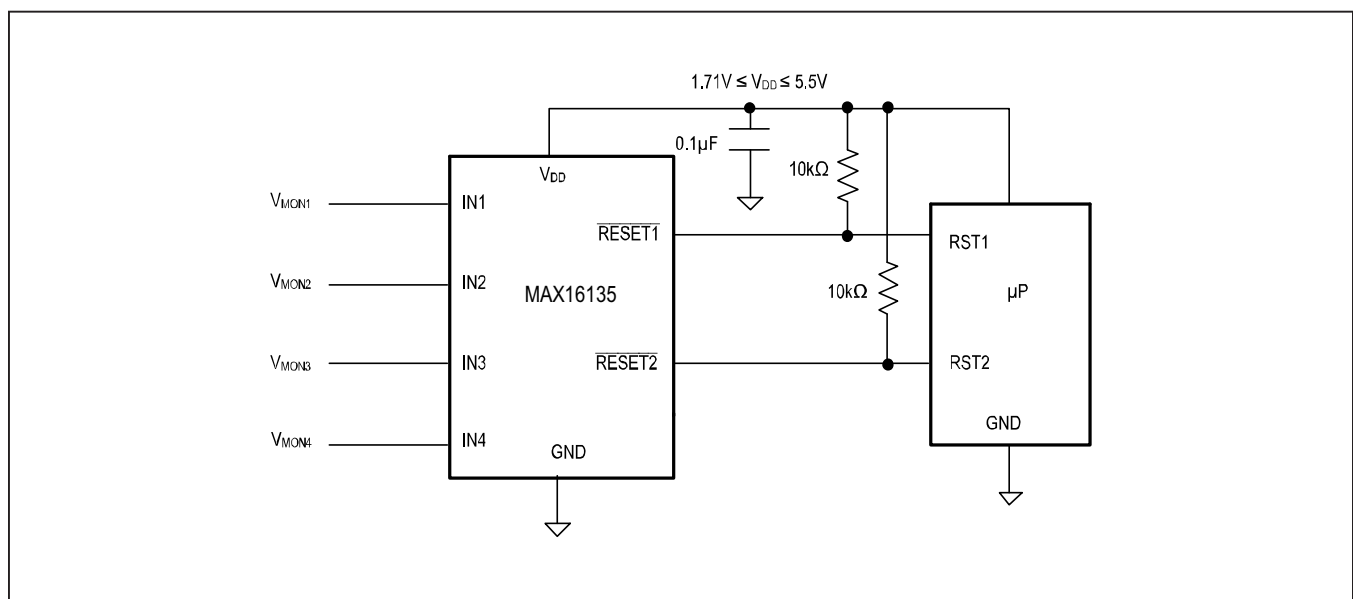 1.71V ≤ VDD ≤ 5.5V
0.1µF
10kΩ
VDD
VMON1
IN1
RESET1
RST1
VMON2
IN2
MAX16135
10kΩ
µP
VMON3
IN3
RESET2
RST2
VMON4
IN4
GND
GND